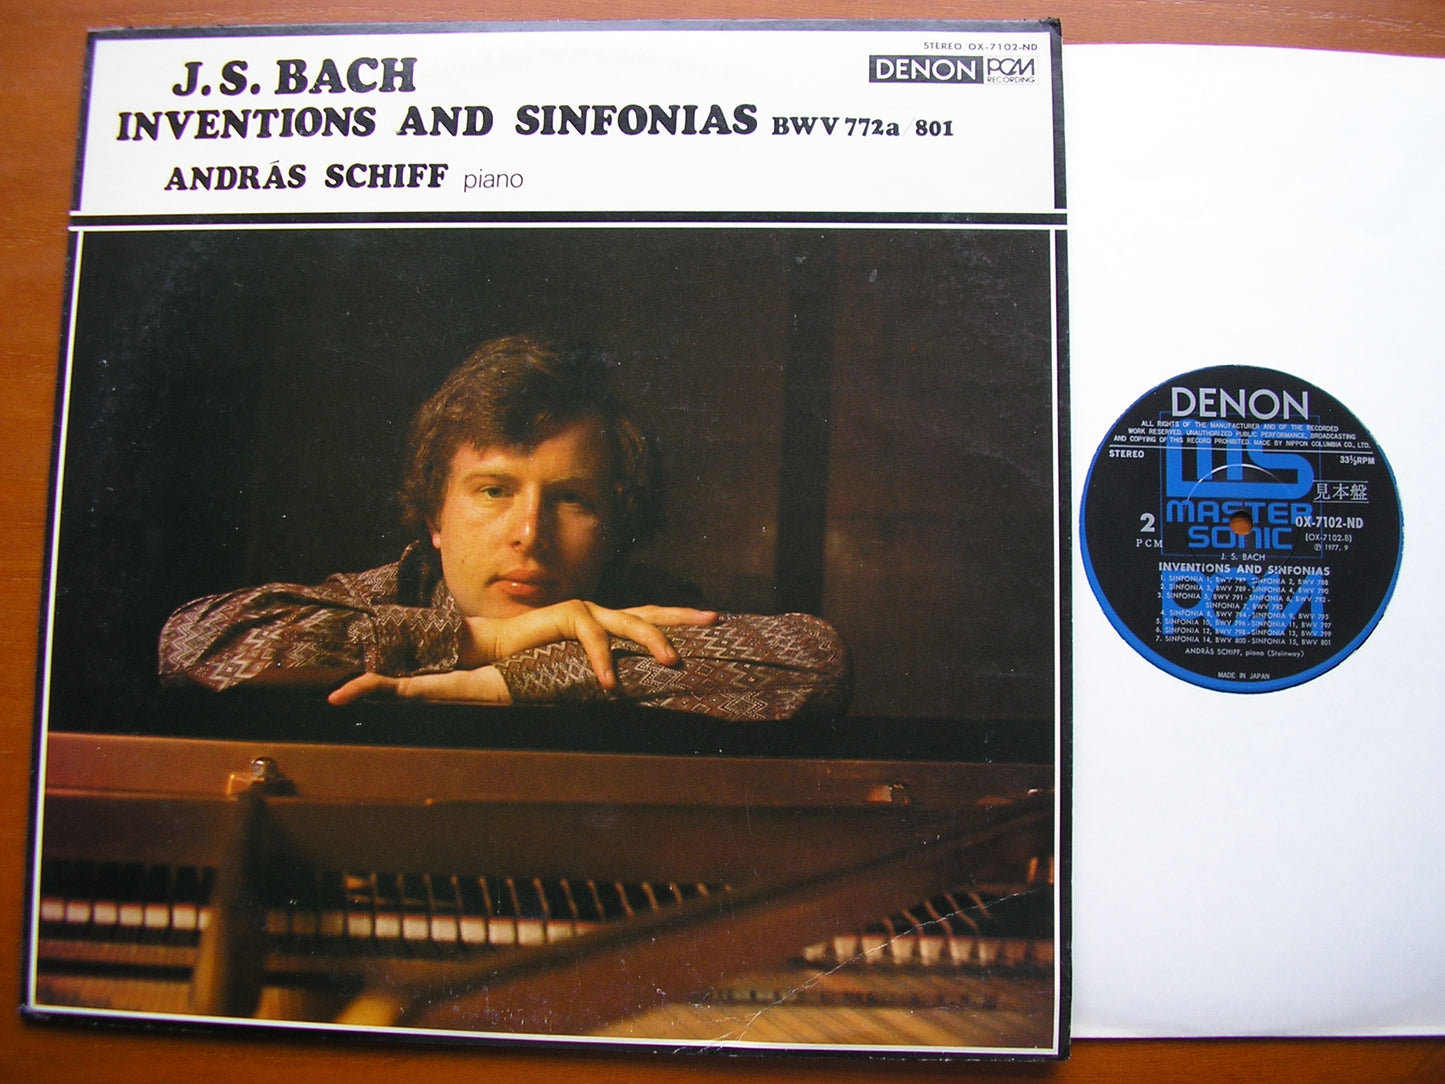 STEREO OX-7102-ND
DENON PCM
RECORDING
J.S. BACH
INVENTIONS AND SINFONIAS BWV 772a/801
ANDRÁS SCHIFF piano
DENON
ALL RIGHTS OF THE MANUFACTURER AND OF THE RECORDED
WORK RESERVED. UNAUTHORIZED PUBLIC PERFORMANCE, BROADCASTING
AND COPYING OF THIS RECORD PROHIBITED. MADE BY NIPPON COLUMBIA CO., LTD.
STEREO 33⅓RPM
見本盤
2 MASTER OX-7102-ND
PCM SONIC (OX-7102-B)
℗ 1977. 9
J. S. BACH
INVENTIONS AND SINFONIAS
1. SINFONIA 1, BWV 787 - SINFONIA 2, BWV 788
2. SINFONIA 3, BWV 789 - SINFONIA 4, BWV 790
3. SINFONIA 5, BWV 791 - SINFONIA 6, BWV 792 -
SINFONIA 7, BWV 793
4. SINFONIA 8, BWV 794 - SINFONIA 9, BWV 795
5. SINFONIA 10, BWV 796 - SINFONIA 11, BWV 797
6. SINFONIA 12, BWV 798 - SINFONIA 13, BWV 799
7. SINFONIA 14, BWV 800 - SINFONIA 15, BWV 801
ANDRÁS SCHIFF, piano (Steinway)
PCM
MADE IN JAPAN